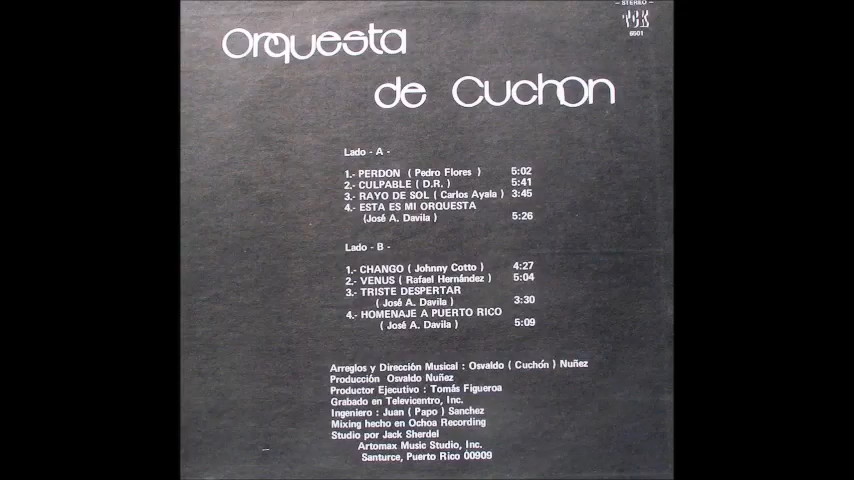 - STEREO -
6501
Orquesta
de Cuchon
Lado - A -
1.- PERDON ( Pedro Flores ) 5:02
2.- CULPABLE ( D.R. ) 5:41
3.- RAYO DE SOL ( Carlos Ayala ) 3:45
4.- ESTA ES MI ORQUESTA
(José A. Davila ) 5:26
Lado - B -
1.- CHANGO ( Johnny Cotto ) 4:27
2.- VENUS ( Rafael Hernández ) 5:04
3.- TRISTE DESPERTAR
( José A. Davila ) 3:30
4.- HOMENAJE A PUERTO RICO
( José A. Davila ) 5:09
Arreglos y Dirección Musical : Osvaldo ( Cuchón ) Nuñez
Producción Osvaldo Nuñez
Productor Ejecutivo : Tomás Figueroa
Grabado en Televicentro, Inc.
Ingeniero : Juan ( Papo ) Sanchez
Mixing hecho en Ochoa Recording
Studio por Jack Sherdel
Artomax Music Studio, Inc.
Santurce, Puerto Rico 00909